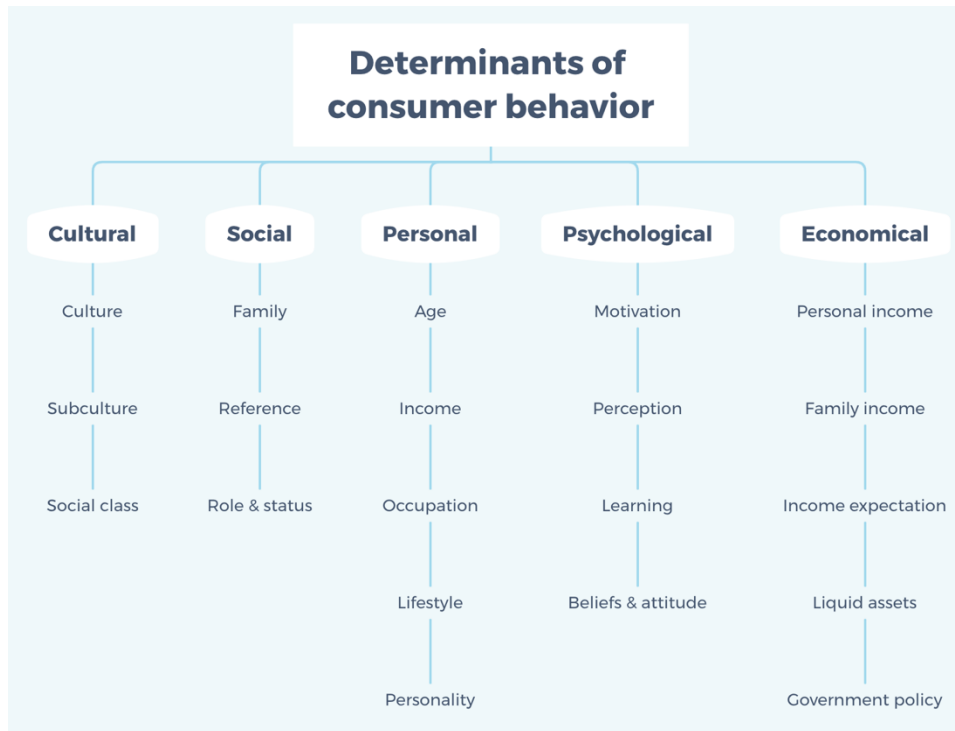 Determinants of
consumer behavior
Cultural
Culture
Subculture
Social class
Social
Family
Reference
Role & status
Personal
Age
Income
Occupation
Lifestyle
Personality
Psychological
Motivation
Perception
Learning
Beliefs & attitude
Economical
Personal income
Family income
Income expectation
Liquid assets
Government policy